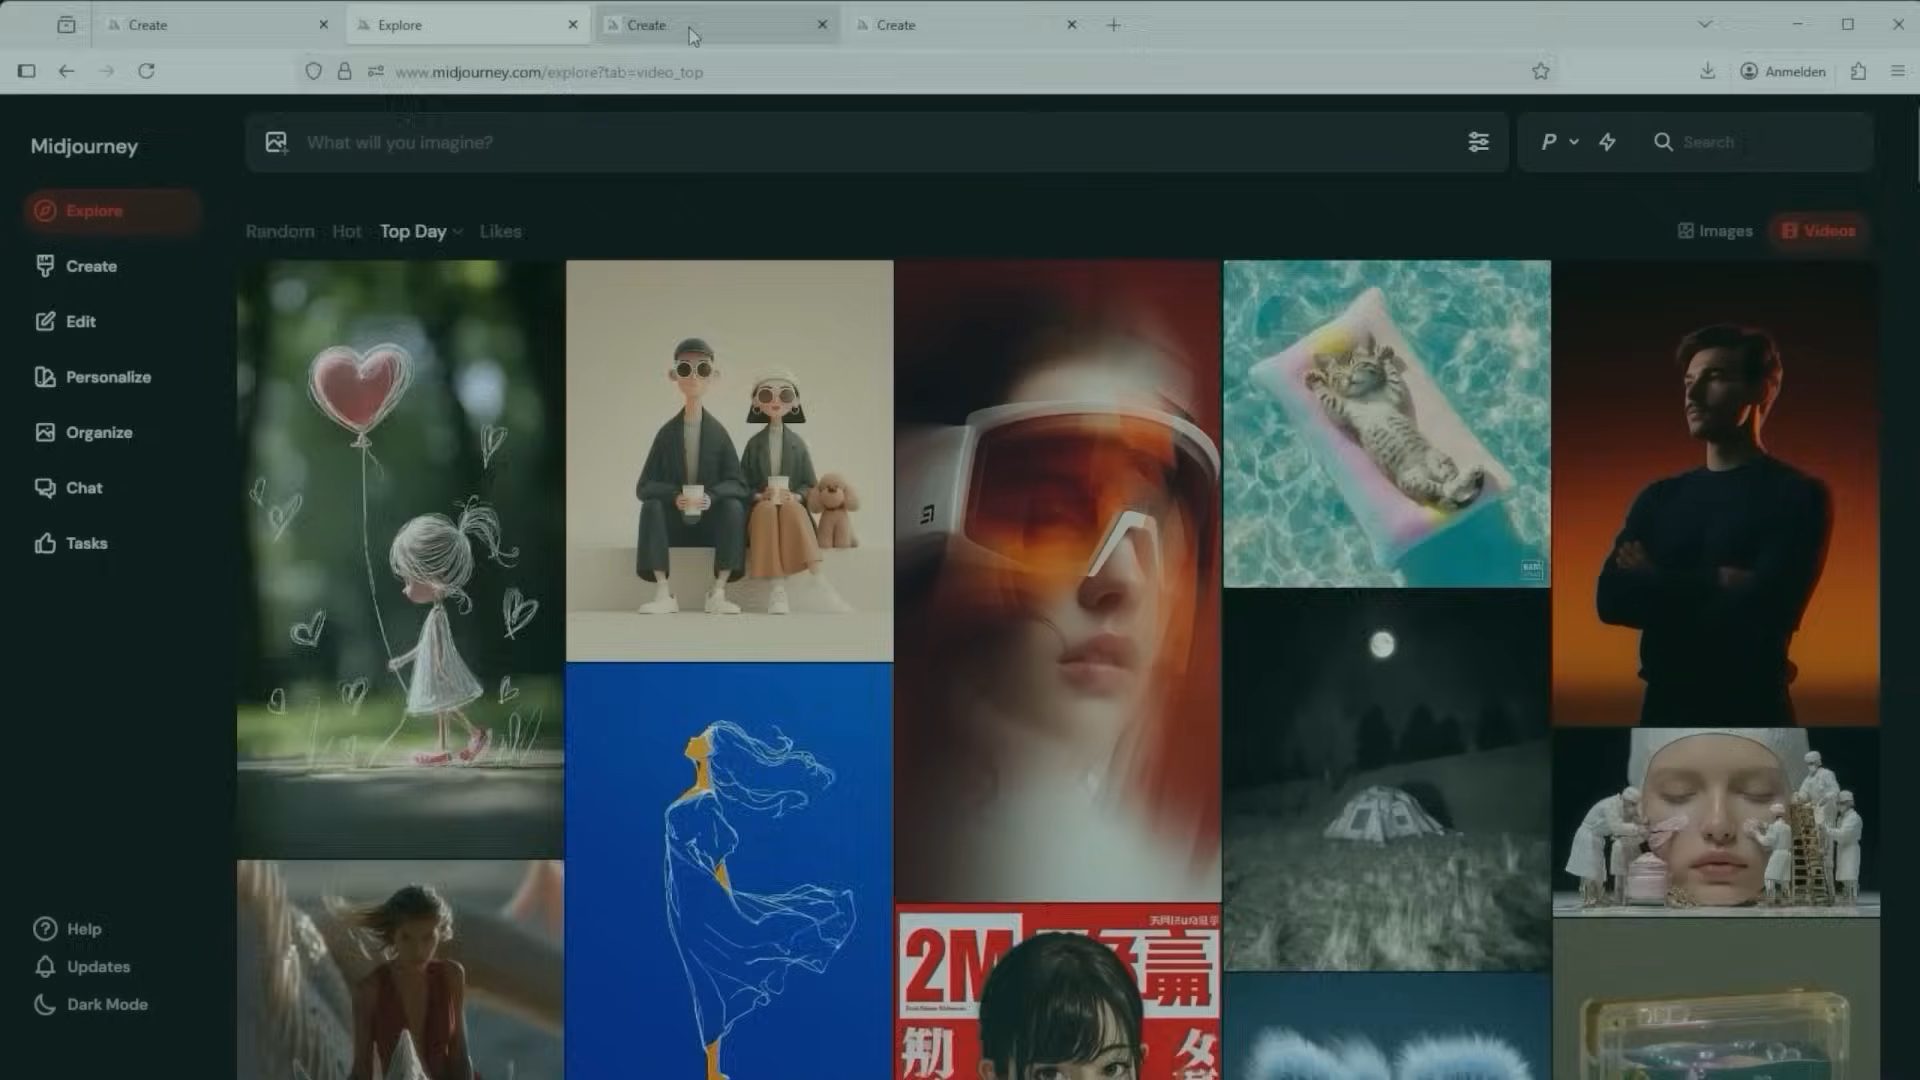 Create
Explore
Create
Create
www.midjourney.com/explore?tab=video_top
Anmelden
Midjourney
What will you imagine?
P
Search
Explore
Random Hot Top Day Likes
Images Videos
Create
Edit
Personalize
Organize
Chat
Tasks
2M
Help
Updates
Dark Mode